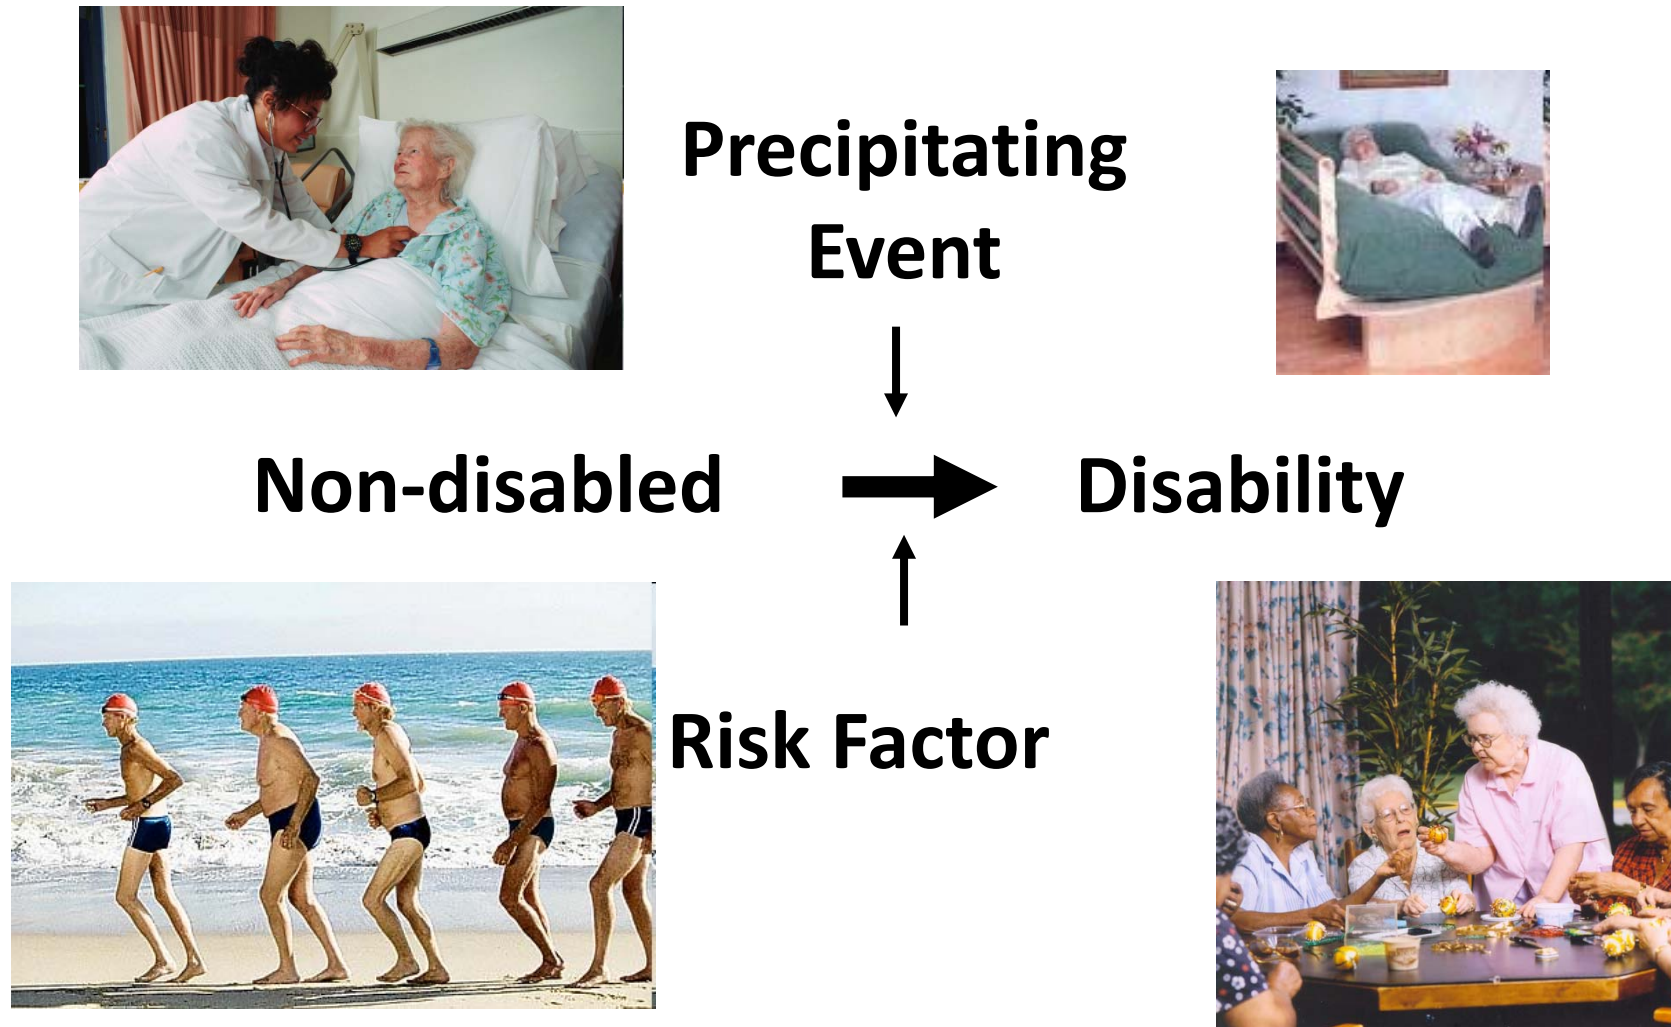 Precipitating
Event
Non-disabled
Disability
Risk Factor